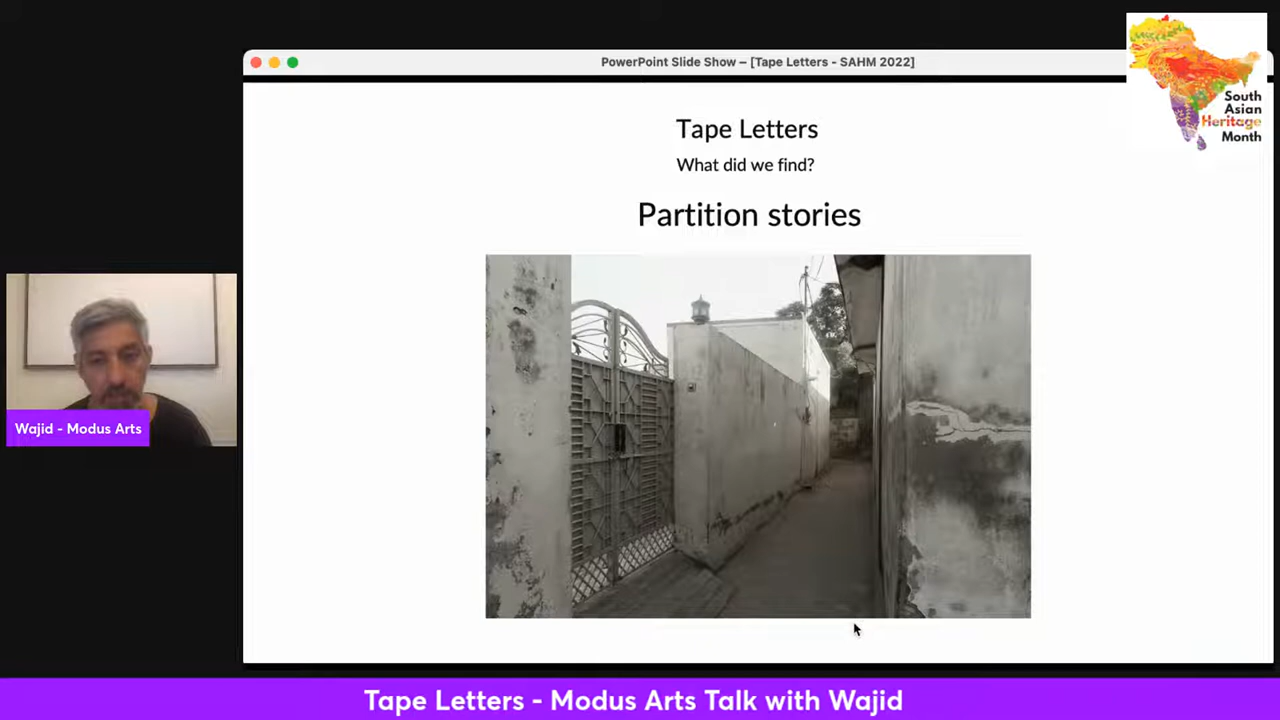 PowerPoint Slide Show – [Tape Letters - SAHM 2022]
South
Asian
Heritage
Month
Tape Letters
What did we find?
Partition stories
Wajid - Modus Arts
Tape Letters - Modus Arts Talk with Wajid